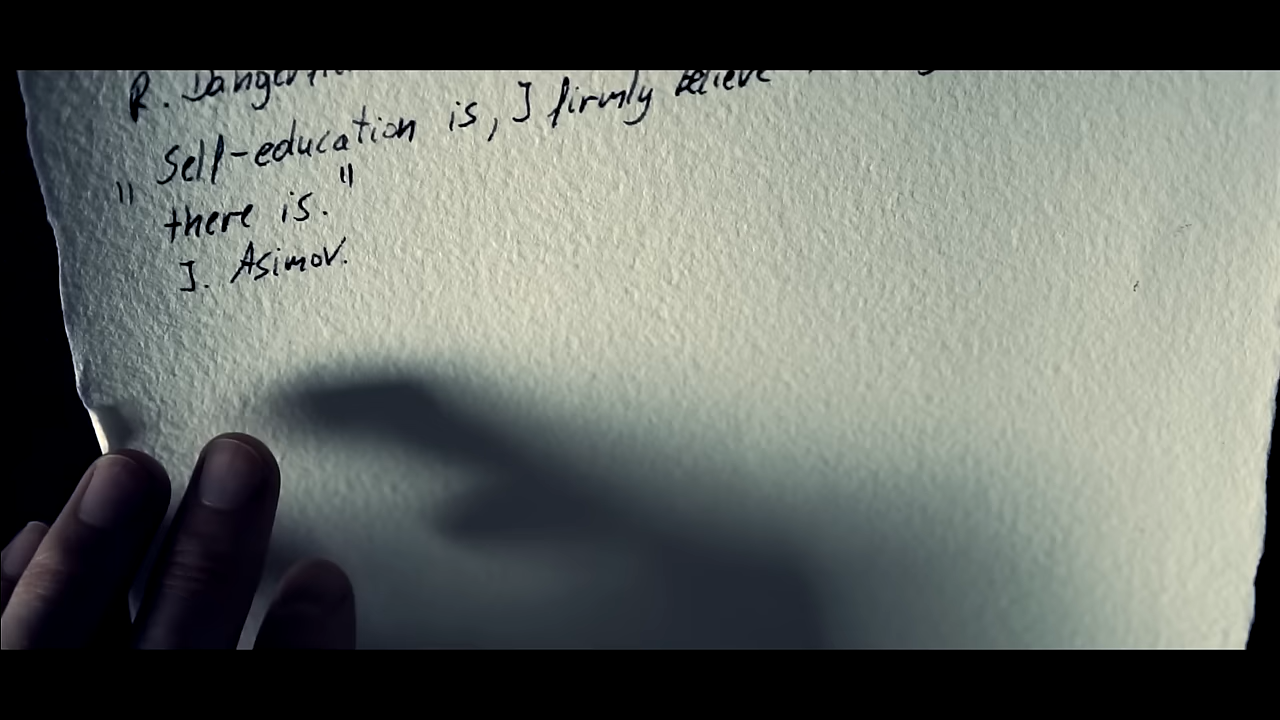 R.
Self-education is, I firmly believe
" there is. "
I. Asimov.